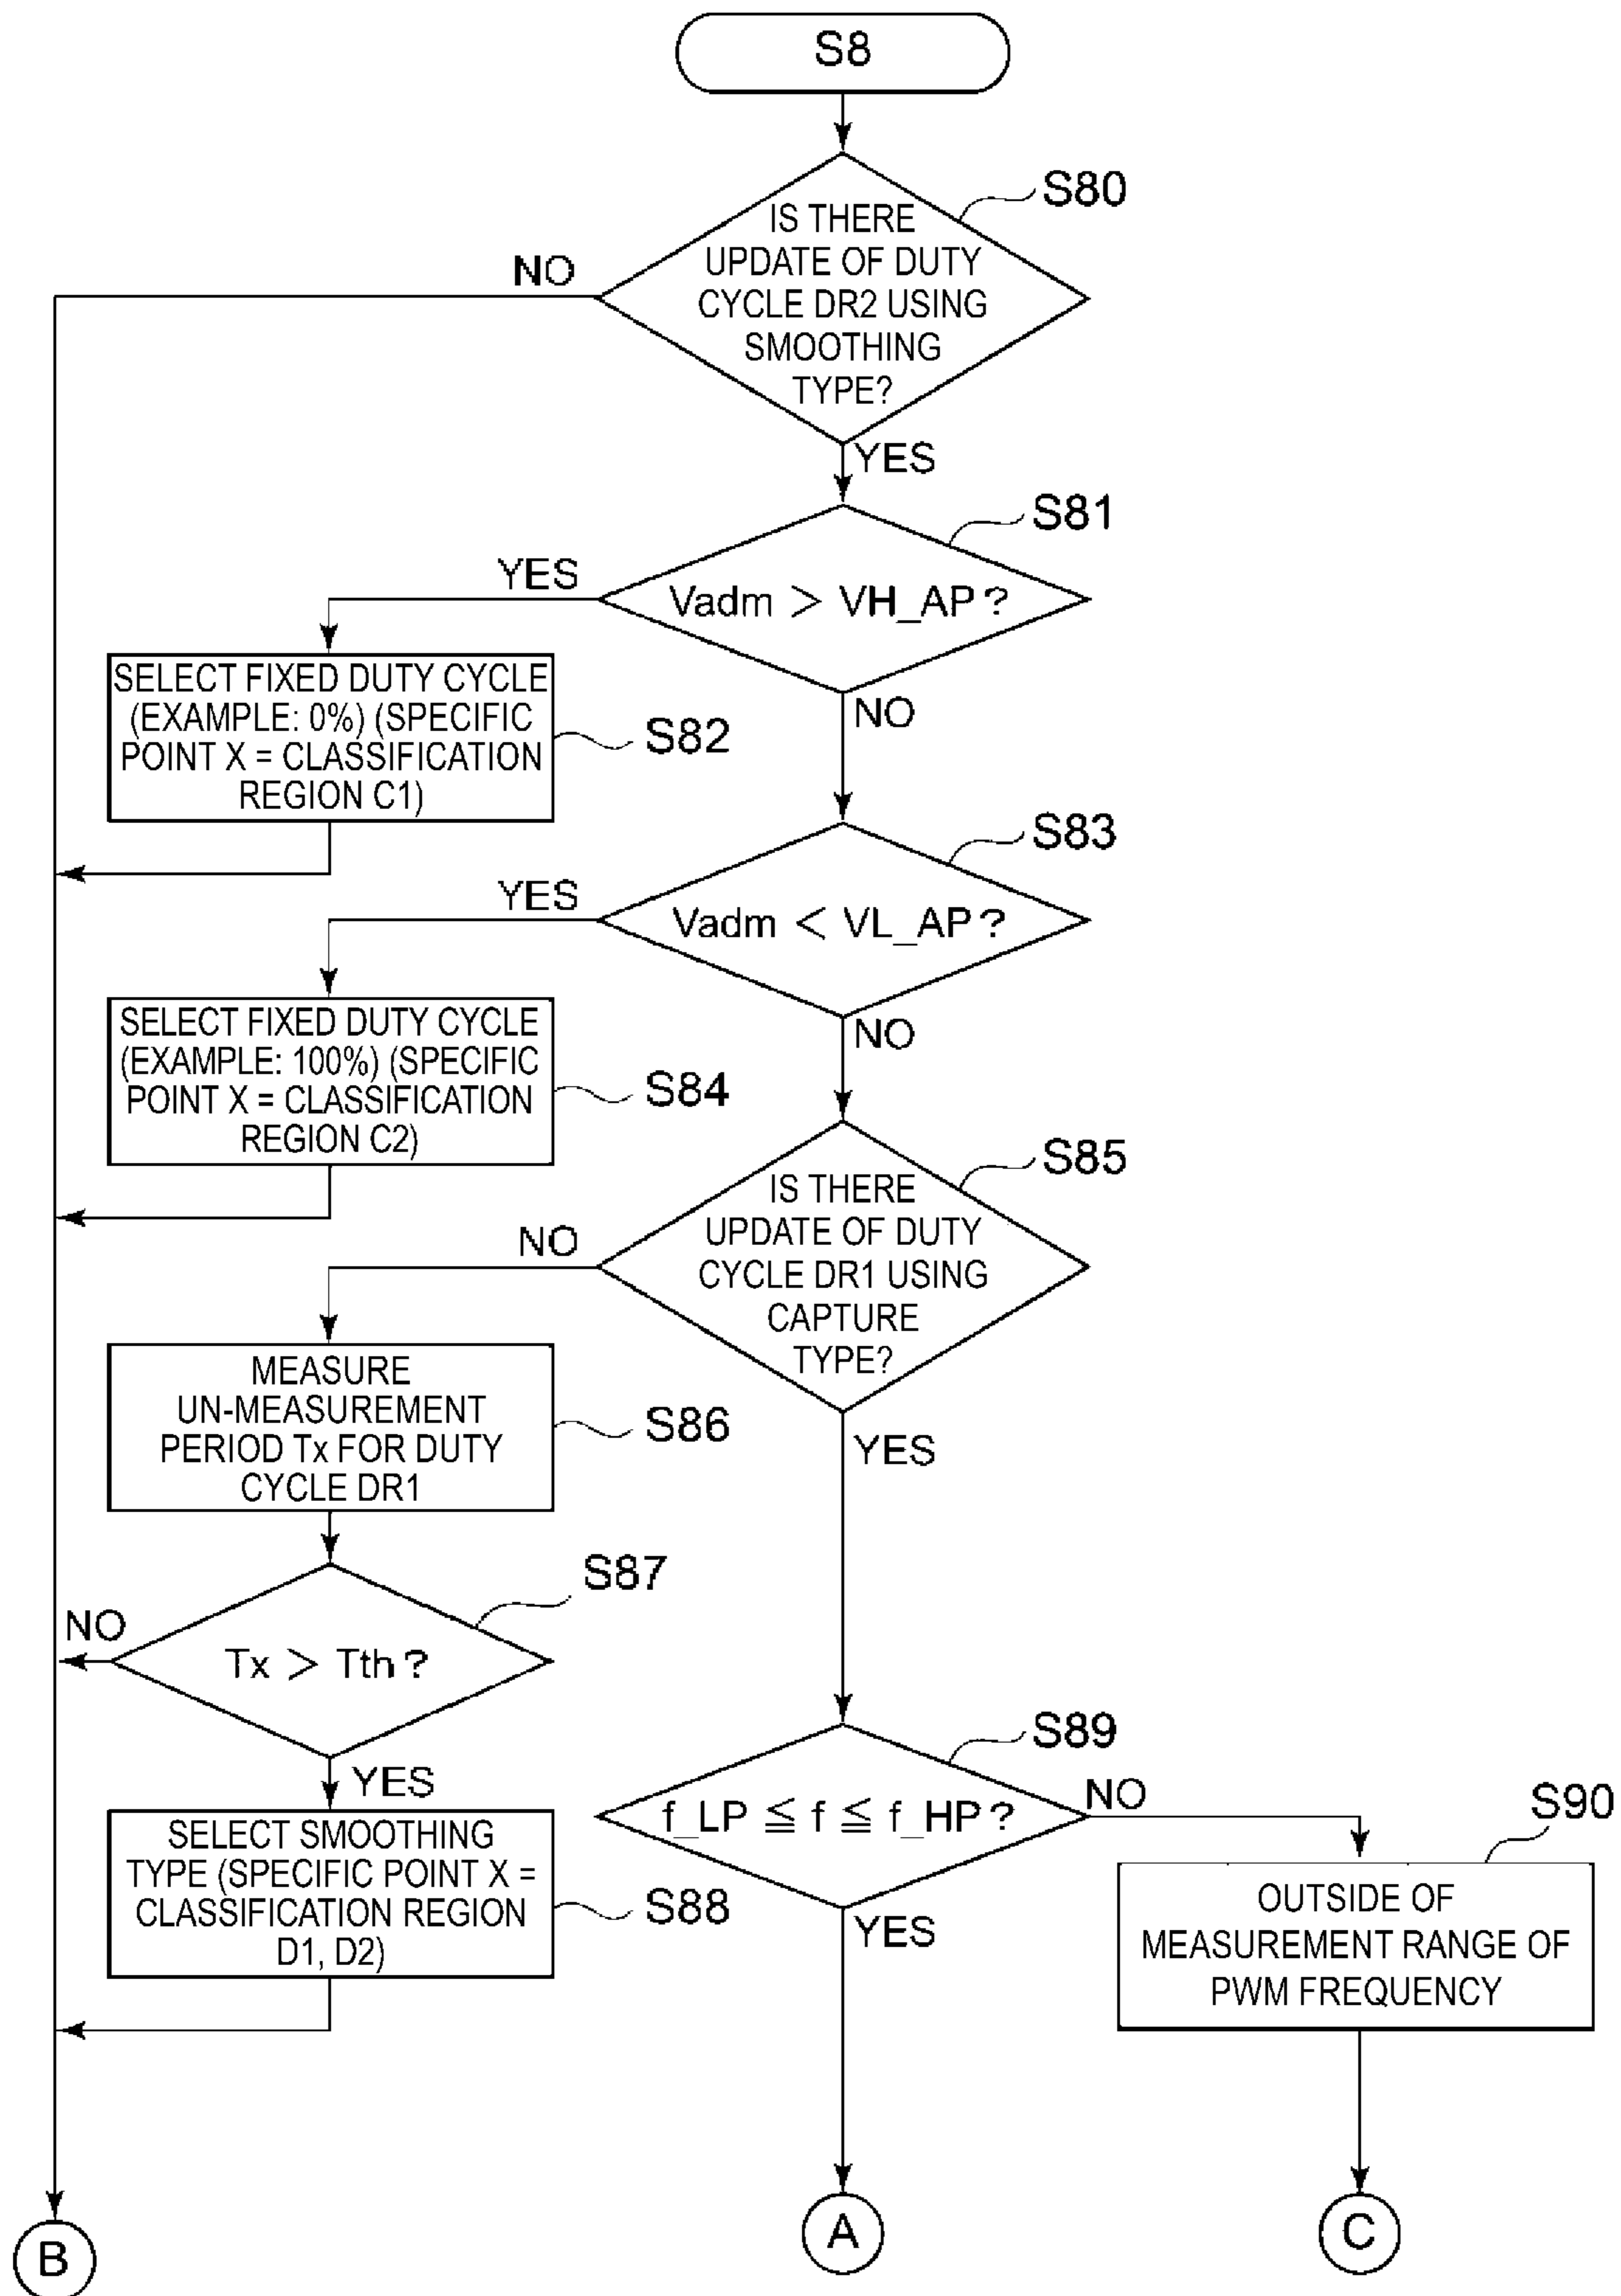 S8
S80
IS THERE
UPDATE OF DUTY
CYCLE DR2 USING
SMOOTHING
TYPE?
NO
YES
S81
Vadm > VH_AP?
YES
NO
SELECT FIXED DUTY CYCLE
(EXAMPLE: 0%) (SPECIFIC
POINT X = CLASSIFICATION
REGION C1)
S82
S83
Vadm < VL_AP?
YES
NO
SELECT FIXED DUTY CYCLE
(EXAMPLE: 100%) (SPECIFIC
POINT X = CLASSIFICATION
REGION C2)
S84
S85
IS THERE
UPDATE OF DUTY
CYCLE DR1 USING
CAPTURE
TYPE?
NO
YES
MEASURE
UN-MEASUREMENT
PERIOD Tx FOR DUTY
CYCLE DR1
S86
S87
Tx > Tth?
NO
YES
SELECT SMOOTHING
TYPE (SPECIFIC POINT X =
CLASSIFICATION REGION
D1, D2)
S88
S89
f_LP ≦ f ≦ f_HP?
NO
YES
S90
OUTSIDE OF
MEASUREMENT RANGE OF
PWM FREQUENCY
B
A
C